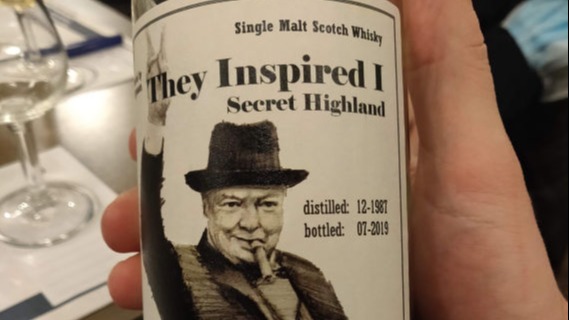 Single Malt Scotch Whisky
They Inspired I
Secret Highland
distilled: 12-1987
bottled: 07-2019